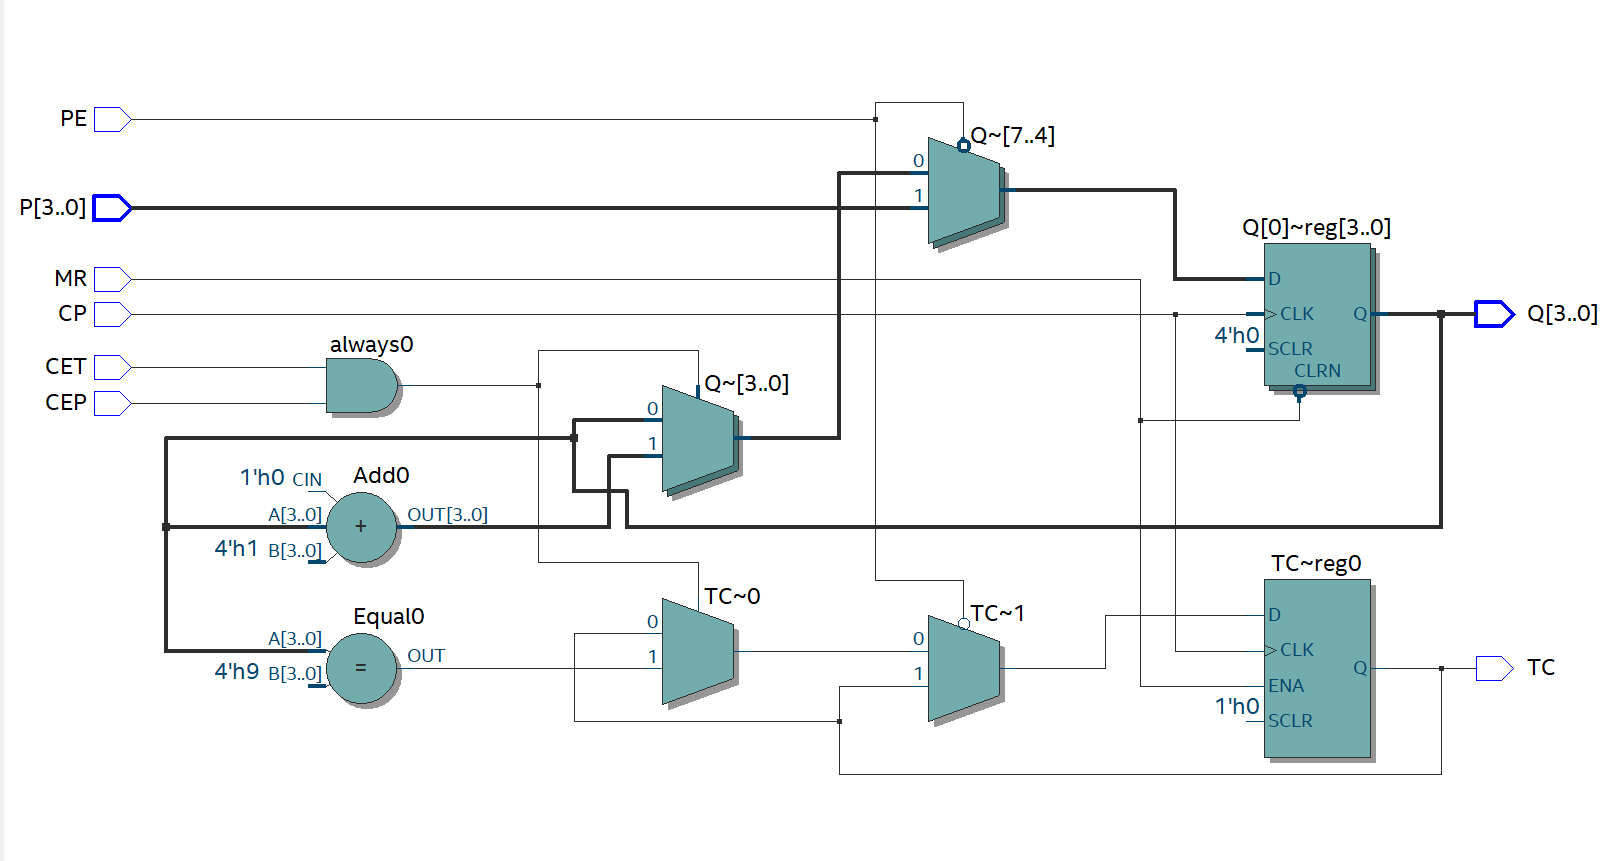 PE
Q~[7..4]
0
1
P[3..0]
Q[0]~reg[3..0]
MR
D
CP
CLK
Q
Q[3..0]
4'h0
SCLR
always0
CLRN
CET
CEP
Q~[3..0]
0
1
Add0
1'h0 CIN
A[3..0]
+
OUT[3..0]
4'h1 B[3..0]
TC~reg0
TC~0
TC~1
Equal0
0
0
D
A[3..0]
OUT
1
1
CLK
4'h9 B[3..0]
=
Q
TC
ENA
1'h0
SCLR